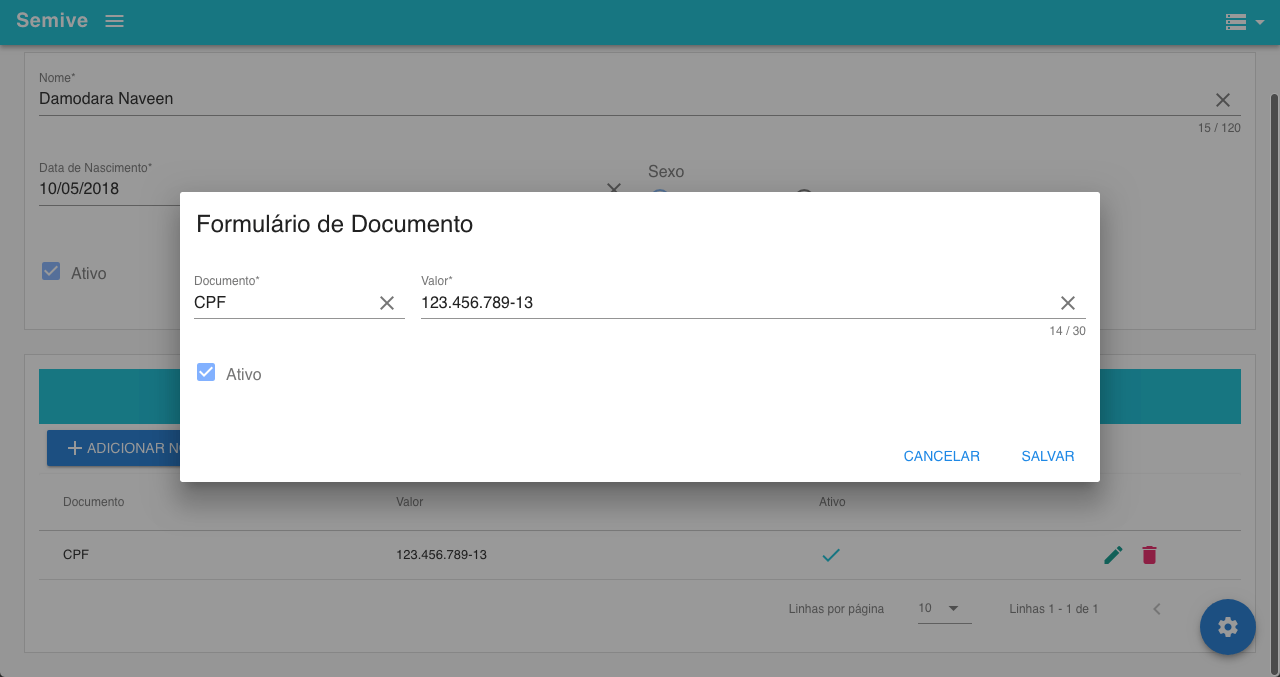 Semive
Nome*
Damodara Naveen
15 / 120
Data de Nascimento*
10/05/2018
Sexo
Ativo
Formulário de Documento
Documento*
CPF
Valor*
123.456.789-13
14 / 30
Ativo
CANCELAR
SALVAR
ADICIONAR
Documento
Valor
Ativo
CPF
123.456.789-13
Linhas por página
10
Linhas 1 - 1 de 1